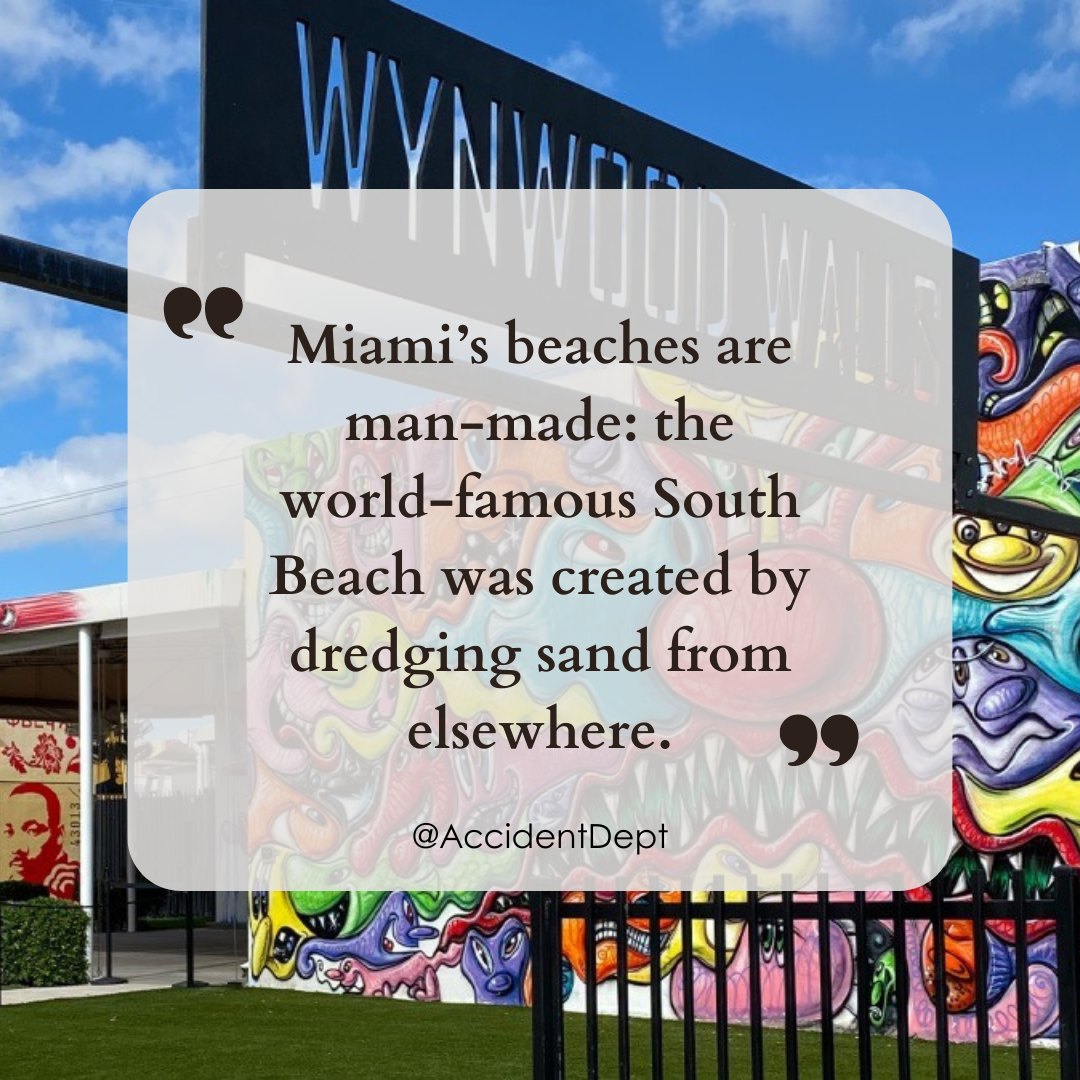 WYNWOOD WALLS
❝
Miami’s beaches are
man-made: the
world-famous South
Beach was created by
dredging sand from
elsewhere.
❞
@AccidentDept
43013